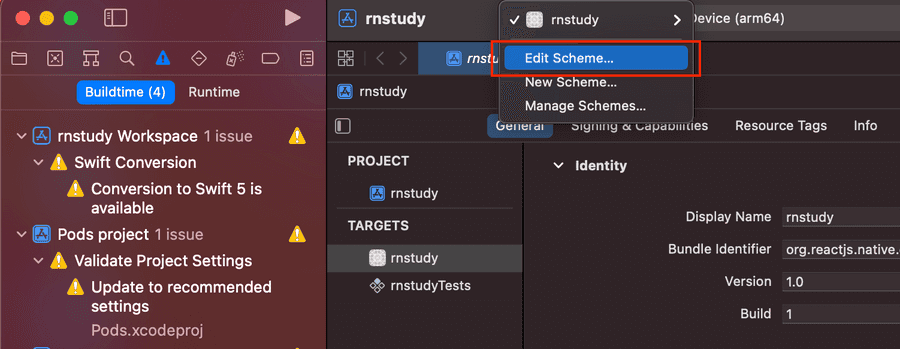 rnstudy
rnstudy
Device (arm64)
Edit Scheme...
New Scheme...
Manage Schemes...
Buildtime (4)
Runtime
rnstudy Workspace 1 issue
Swift Conversion
Conversion to Swift 5 is
available
Pods project 1 issue
Validate Project Settings
Update to recommended
settings
Pods.xcodeproj
rnstu
rnstudy
General
Signing & Capabilities
Resource Tags
Info
PROJECT
rnstudy
TARGETS
rnstudy
rnstudyTests
Identity
Display Name rnstudy
Bundle Identifier org.reactjs.native.
Version 1.0
Build 1